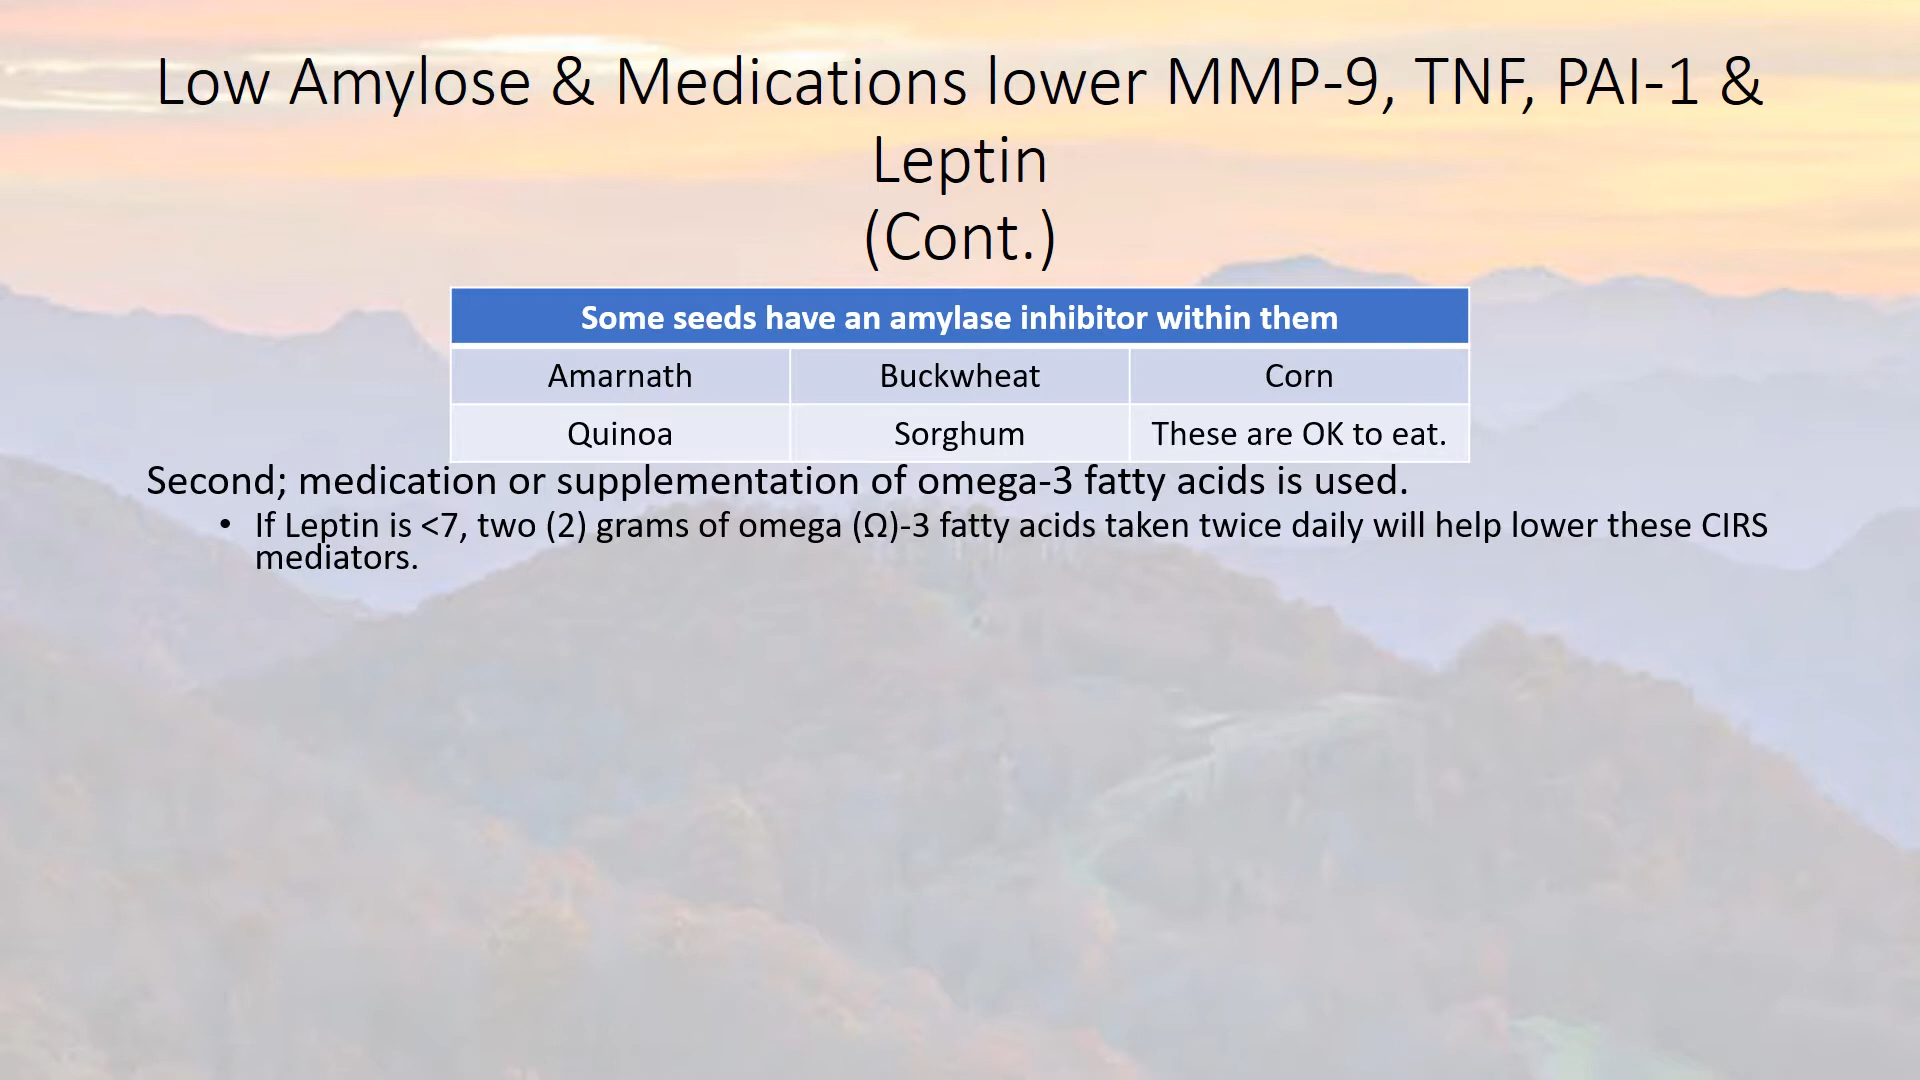 Low Amylose & Medications lower MMP-9, TNF, PAI-1 &
Leptin
(Cont.)
Some seeds have an amylase inhibitor within them
Amarnath Buckwheat Corn
Quinoa Sorghum These are OK to eat.
Second; medication or supplementation of omega-3 fatty acids is used.
• If Leptin is <7, two (2) grams of omega (Ω)-3 fatty acids taken twice daily will help lower these CIRS
mediators.